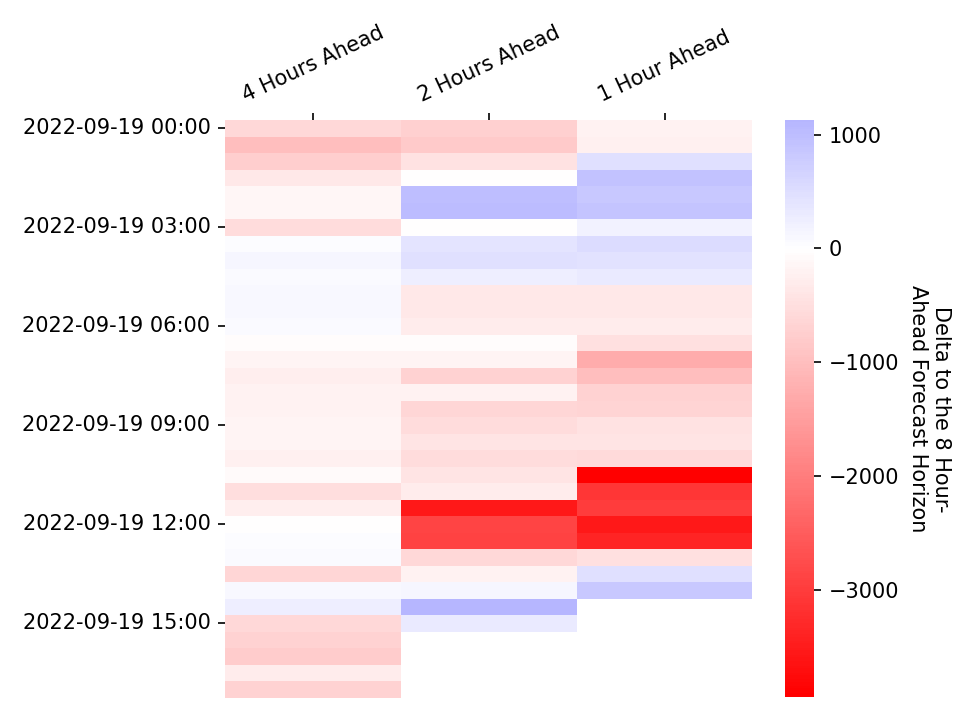 4 Hours Ahead
2 Hours Ahead
1 Hour Ahead
2022-09-19 00:00
2022-09-19 03:00
2022-09-19 06:00
2022-09-19 09:00
2022-09-19 12:00
2022-09-19 15:00
1000
0
−1000
−2000
−3000
Delta to the 8 Hour-
Ahead Forecast Horizon